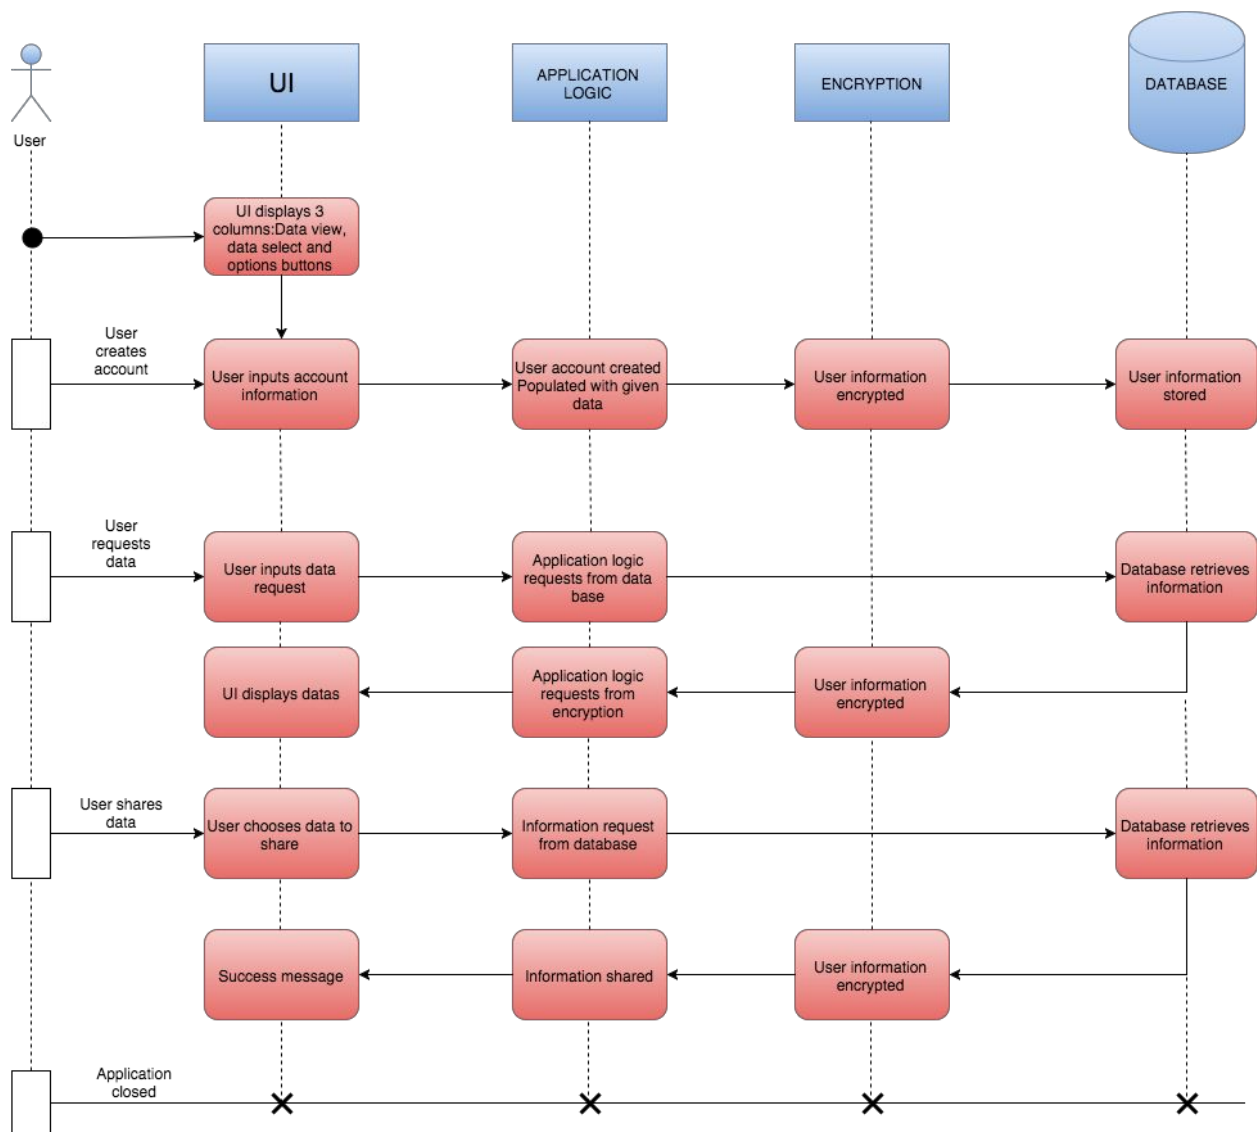 UI
APPLICATION
LOGIC
ENCRYPTION
DATABASE
User
UI displays 3
columns:Data view,
data select and
options buttons
User
creates
account
User inputs account
information
User account created
Populated with given
data
User information
encrypted
User information
stored
User
requests
data
User inputs data
request
Application logic
requests from data
base
Database retrieves
information
UI displays datas
Application logic
requests from
encryption
User information
encrypted
User shares
data
User chooses data to
share
Information request
from database
Database retrieves
information
Success message
Information shared
User information
encrypted
Application
closed